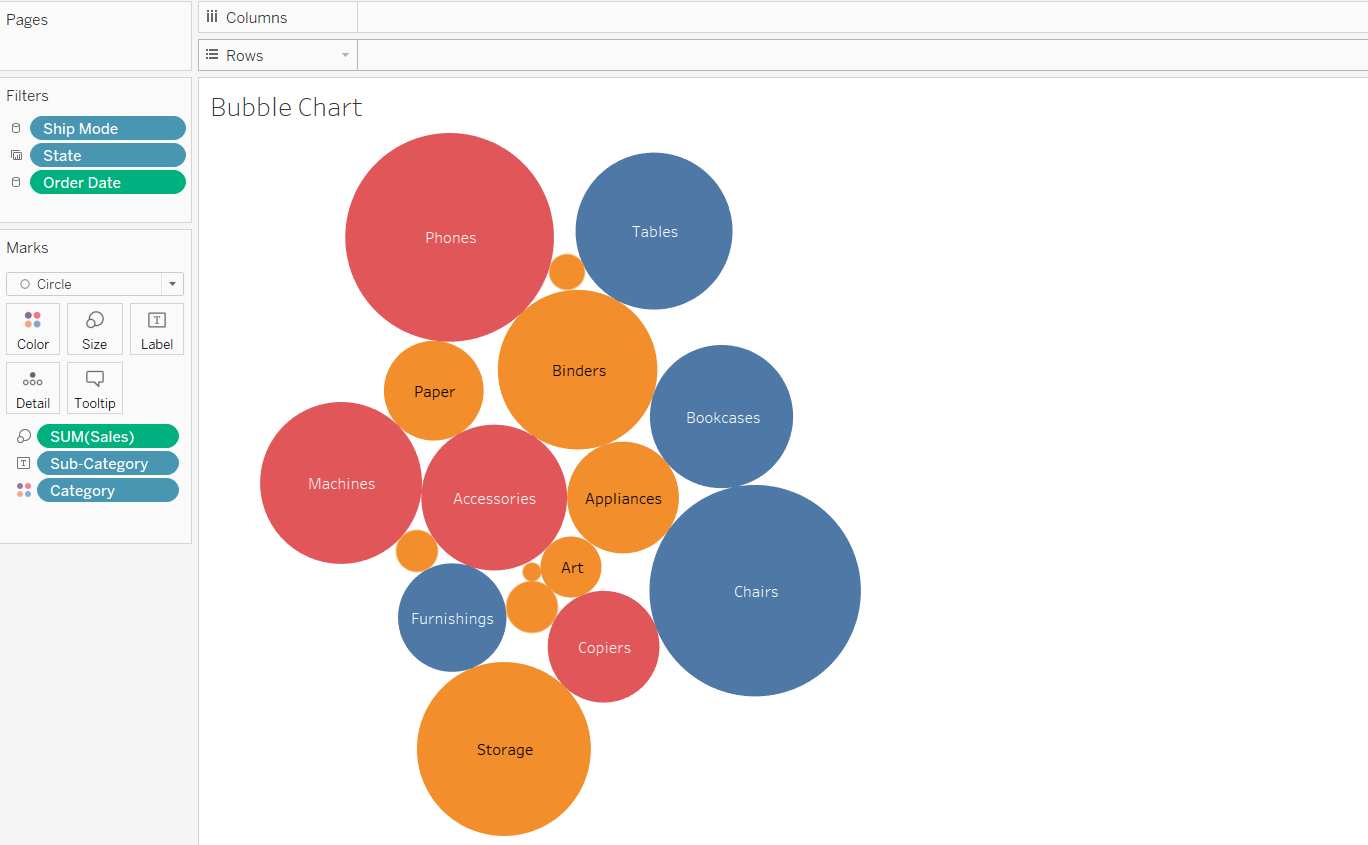 Pages
Columns
Rows
Filters
Ship Mode
State
Order Date
Marks
Circle
Color
Size
T
Label
Detail
Tooltip
SUM(Sales)
T
Sub-Category
Category
Bubble Chart
Phones
Tables
Binders
Paper
Bookcases
Machines
Accessories
Appliances
Art
Chairs
Furnishings
Copiers
Storage